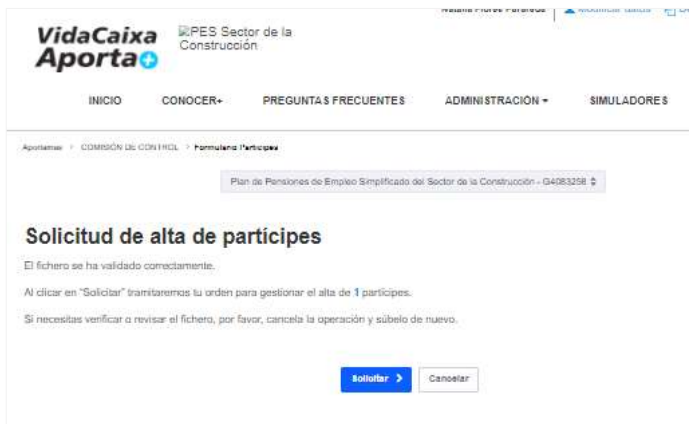 VidaCaixa
Aporta+
PES Sector de la
Construcción
Modificar datos
INICIO CONOCER+ PREGUNTAS FRECUENTES ADMINISTRACIÓN SIMULADORES
Aportamas > COMISIÓN DE CONTROL > Formulario Partícipes
Plan de Pensiones de Empleo Simplificado del Sector de la Construcción - G4083258
Solicitud de alta de partícipes
El fichero se ha validado correctamente.
Al clicar en "Solicitar" tramitaremos tu orden para gestionar el alta de 1 partícipes.
Si necesitas verificar o revisar el fichero, por favor, cancela la operación y súbelo de nuevo.
Solicitar Cancelar